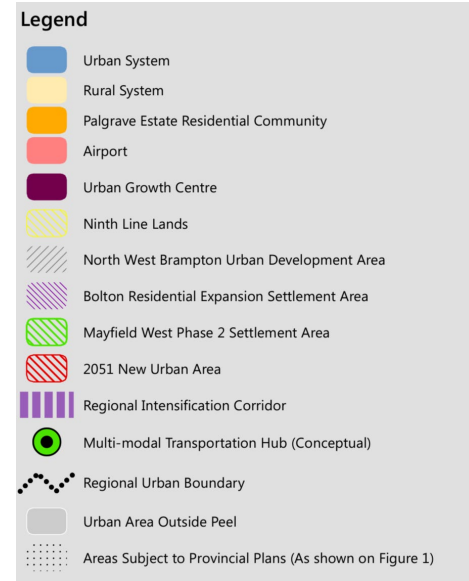 Legend
Urban System
Rural System
Palgrave Estate Residential Community
Airport
Urban Growth Centre
Ninth Line Lands
North West Brampton Urban Development Area
Bolton Residential Expansion Settlement Area
Mayfield West Phase 2 Settlement Area
2051 New Urban Area
Regional Intensification Corridor
Multi-modal Transportation Hub (Conceptual)
Regional Urban Boundary
Urban Area Outside Peel
Areas Subject to Provincial Plans (As shown on Figure 1)